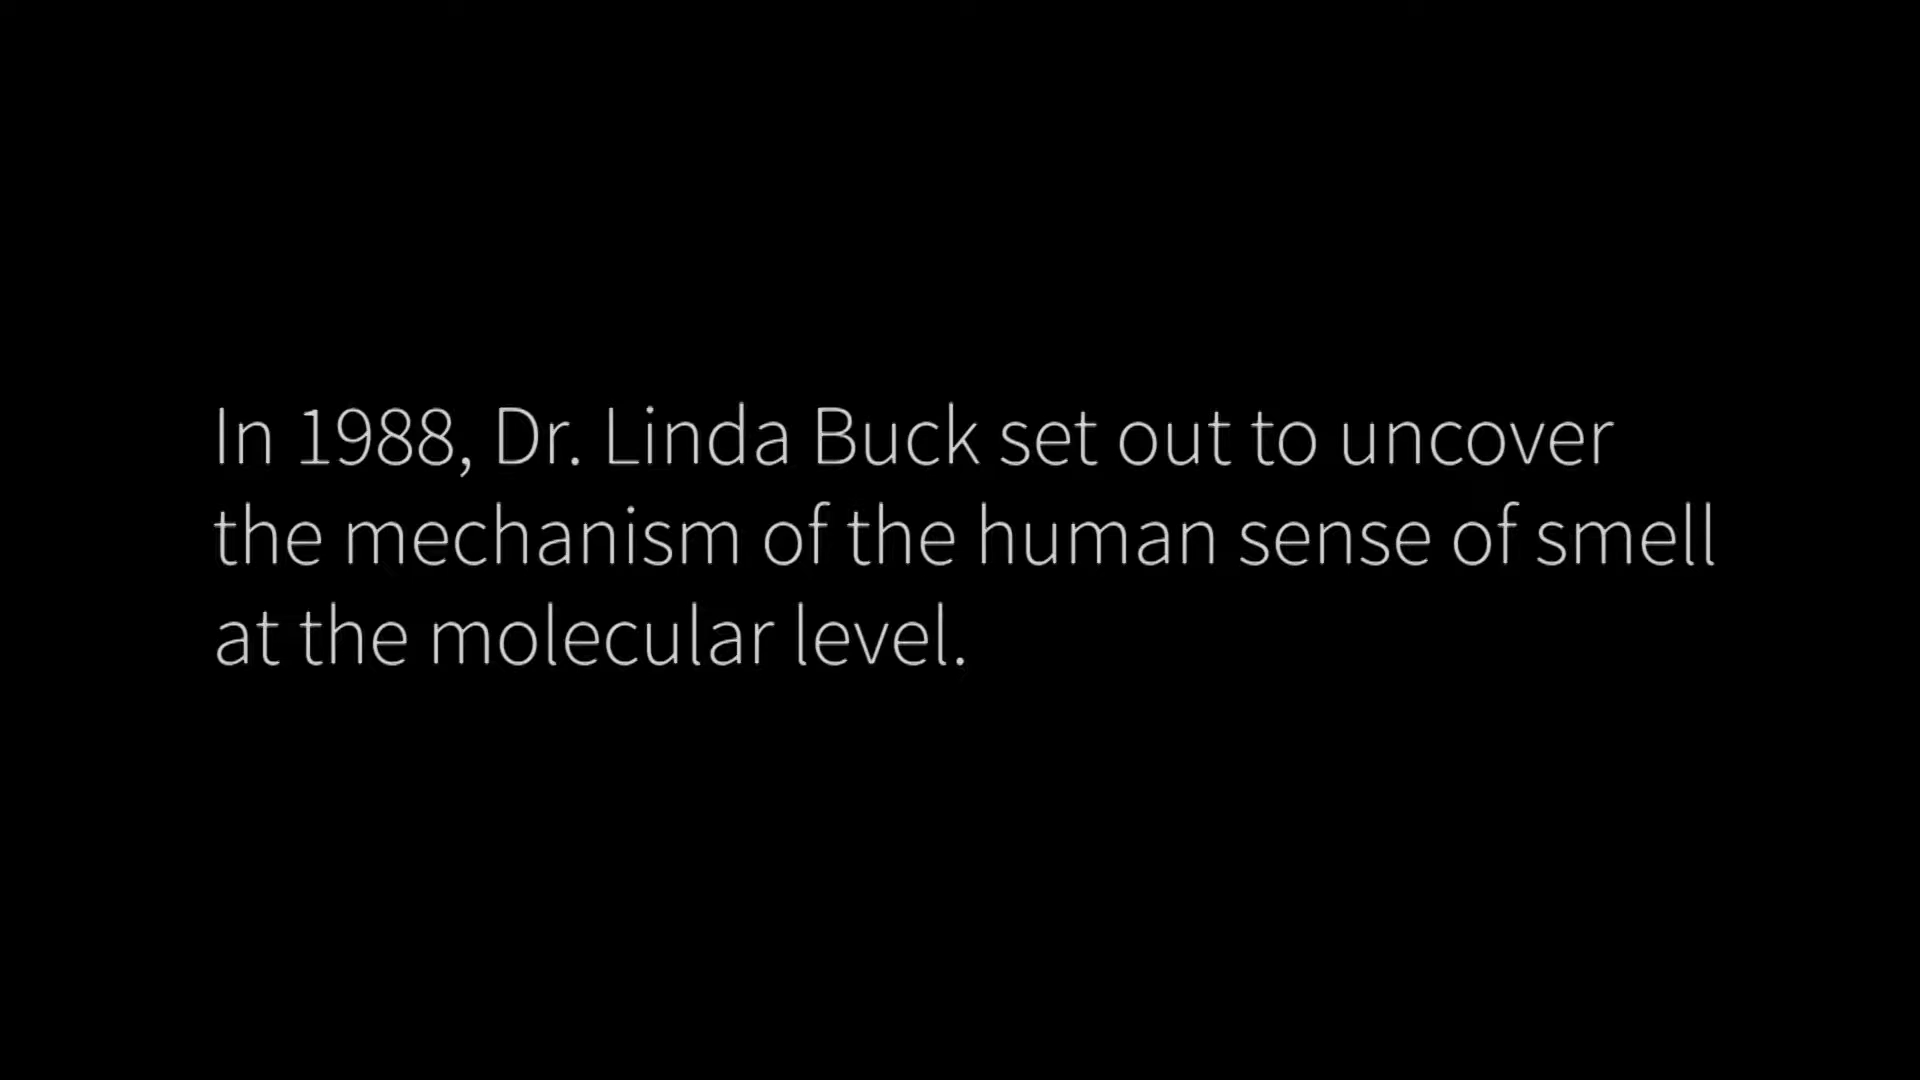 In 1988, Dr. Linda Buck set out to uncover
the mechanism of the human sense of smell
at the molecular level.